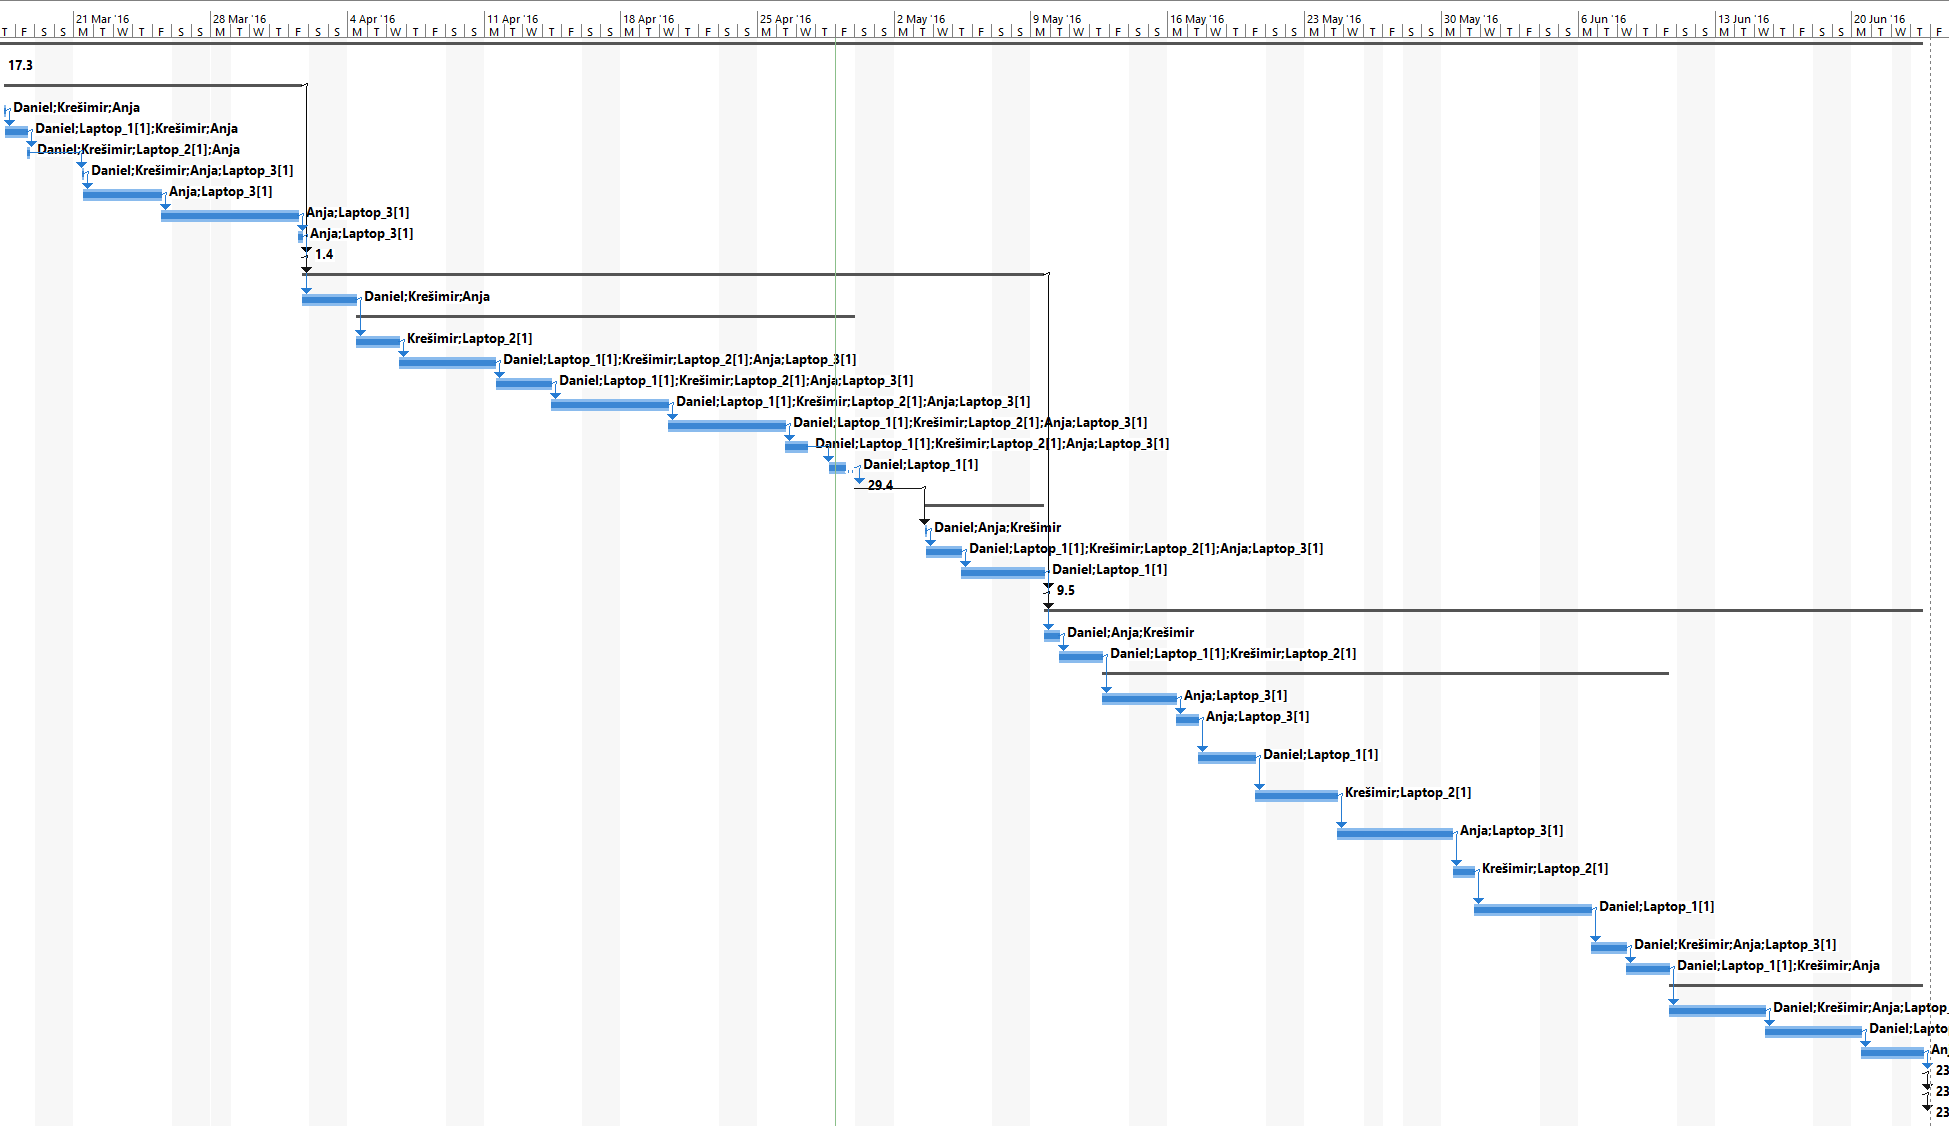 21 Mar '16 28 Mar '16 4 Apr '16 11 Apr '16 18 Apr '16 25 Apr '16 2 May '16 9 May '16 16 May '16 23 May '16 30 May '16 6 Jun '16 13 Jun '16 20 Jun '16
T F S S M T W T F S S M T W T F S S M T W T F S S M T W T F S S M T W T F S S M T W T F S S M T W T F S S M T W T F S S M T W T F S S M T W T F S S M T W T F S S M T W T F S S M T W T F S S M T W T F
17.3
Daniel;Krešimir;Anja
Daniel;Laptop_1[1];Krešimir;Anja
Daniel;Krešimir;Laptop_2[1];Anja
Daniel;Krešimir;Anja;Laptop_3[1]
Anja;Laptop_3[1]
Anja;Laptop_3[1]
Anja;Laptop_3[1]
1.4
Daniel;Krešimir;Anja
Krešimir;Laptop_2[1]
Daniel;Laptop_1[1];Krešimir;Laptop_2[1];Anja;Laptop_3[1]
Daniel;Laptop_1[1];Krešimir;Laptop_2[1];Anja;Laptop_3[1]
Daniel;Laptop_1[1];Krešimir;Laptop_2[1];Anja;Laptop_3[1]
Daniel;Laptop_1[1];Krešimir;Laptop_2[1];Anja;Laptop_3[1]
Daniel;Laptop_1[1];Krešimir;Laptop_2[1];Anja;Laptop_3[1]
Daniel;Laptop_1[1]
29.4
Daniel;Anja;Krešimir
Daniel;Laptop_1[1];Krešimir;Laptop_2[1];Anja;Laptop_3[1]
Daniel;Laptop_1[1]
9.5
Daniel;Anja;Krešimir
Daniel;Laptop_1[1];Krešimir;Laptop_2[1]
Anja;Laptop_3[1]
Anja;Laptop_3[1]
Daniel;Laptop_1[1]
Krešimir;Laptop_2[1]
Anja;Laptop_3[1]
Krešimir;Laptop_2[1]
Daniel;Laptop_1[1]
Daniel;Krešimir;Anja;Laptop_3[1]
Daniel;Laptop_1[1];Krešimir;Anja
Daniel;Krešimir;Anja;Laptop_
Daniel;Lapto
An
23
23
23